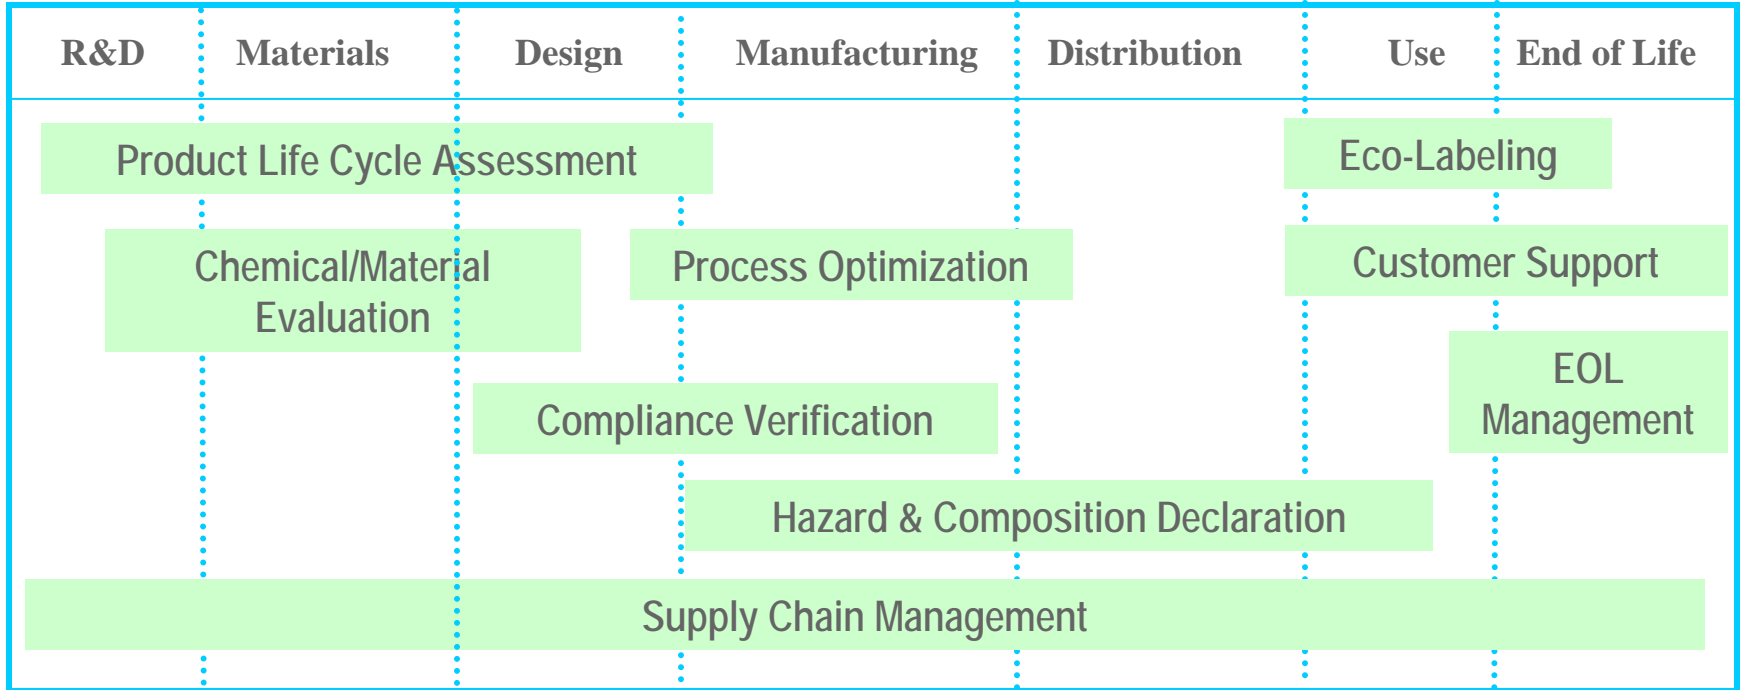 R&D Materials Design Manufacturing Distribution Use End of Life
Product Life Cycle Assessment
Eco-Labeling
Chemical/Material
Evaluation
Process Optimization
Customer Support
EOL
Management
Compliance Verification
Hazard & Composition Declaration
Supply Chain Management